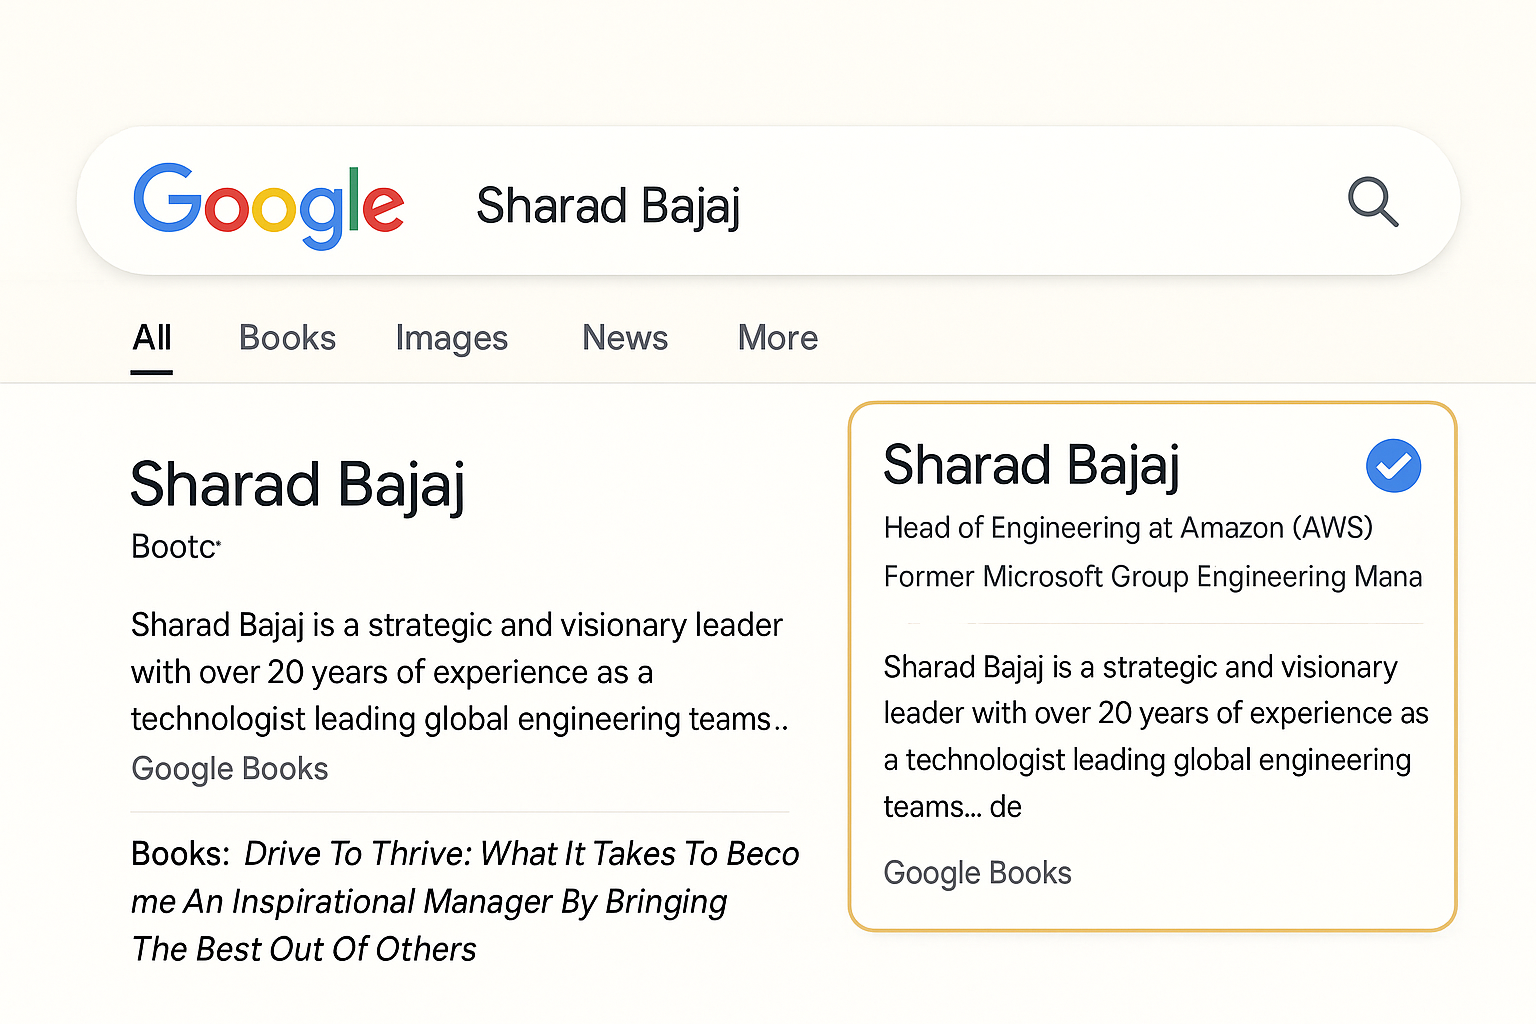 Google Sharad Bajaj
All Books Images News More
Sharad Bajaj
Bootc*
Sharad Bajaj is a strategic and visionary leader
with over 20 years of experience as a
technologist leading global engineering teams..
Google Books
Books: Drive To Thrive: What It Takes To Beco
me An Inspirational Manager By Bringing
The Best Out Of Others
Sharad Bajaj
Head of Engineering at Amazon (AWS)
Former Microsoft Group Engineering Mana
Sharad Bajaj is a strategic and visionary
leader with over 20 years of experience as
a technologist leading global engineering
teams... de
Google Books